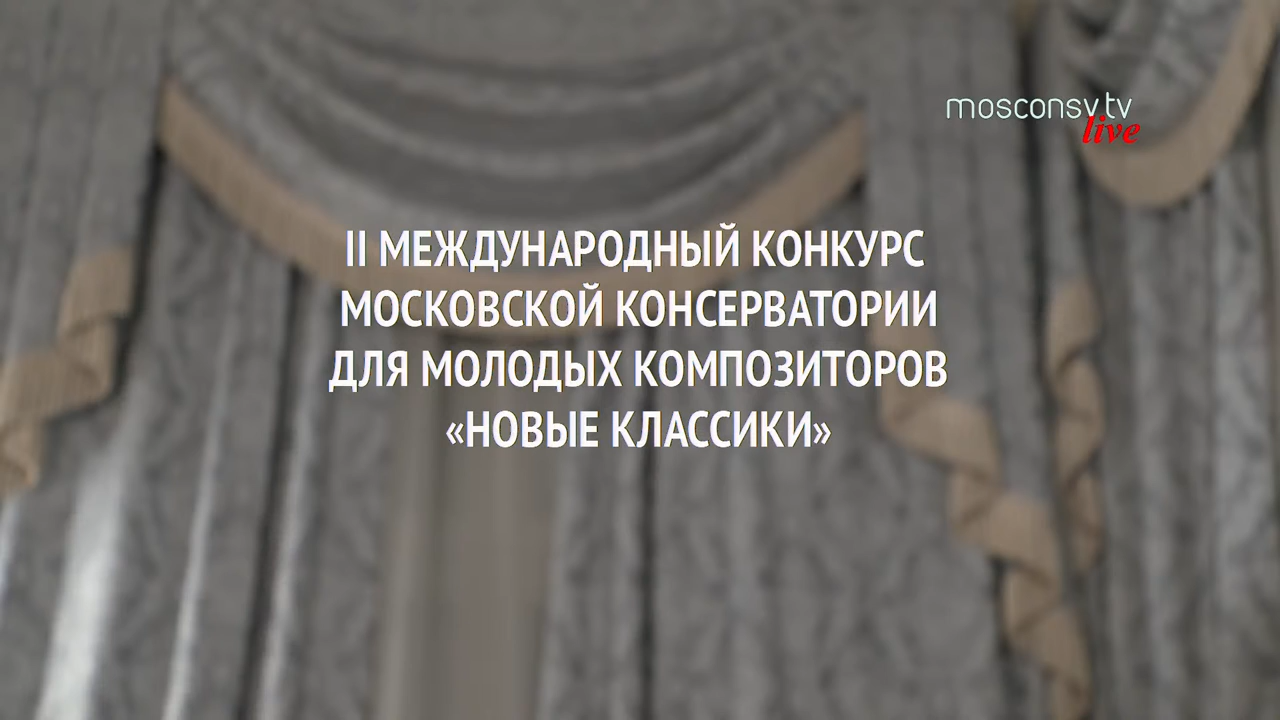 mosconsv tv
live
II МЕЖДУНАРОДНЫЙ КОНКУРС
МОСКОВСКОЙ КОНСЕРВАТОРИИ
ДЛЯ МОЛОДЫХ КОМПОЗИТОРОВ
«НОВЫЕ КЛАССИКИ»